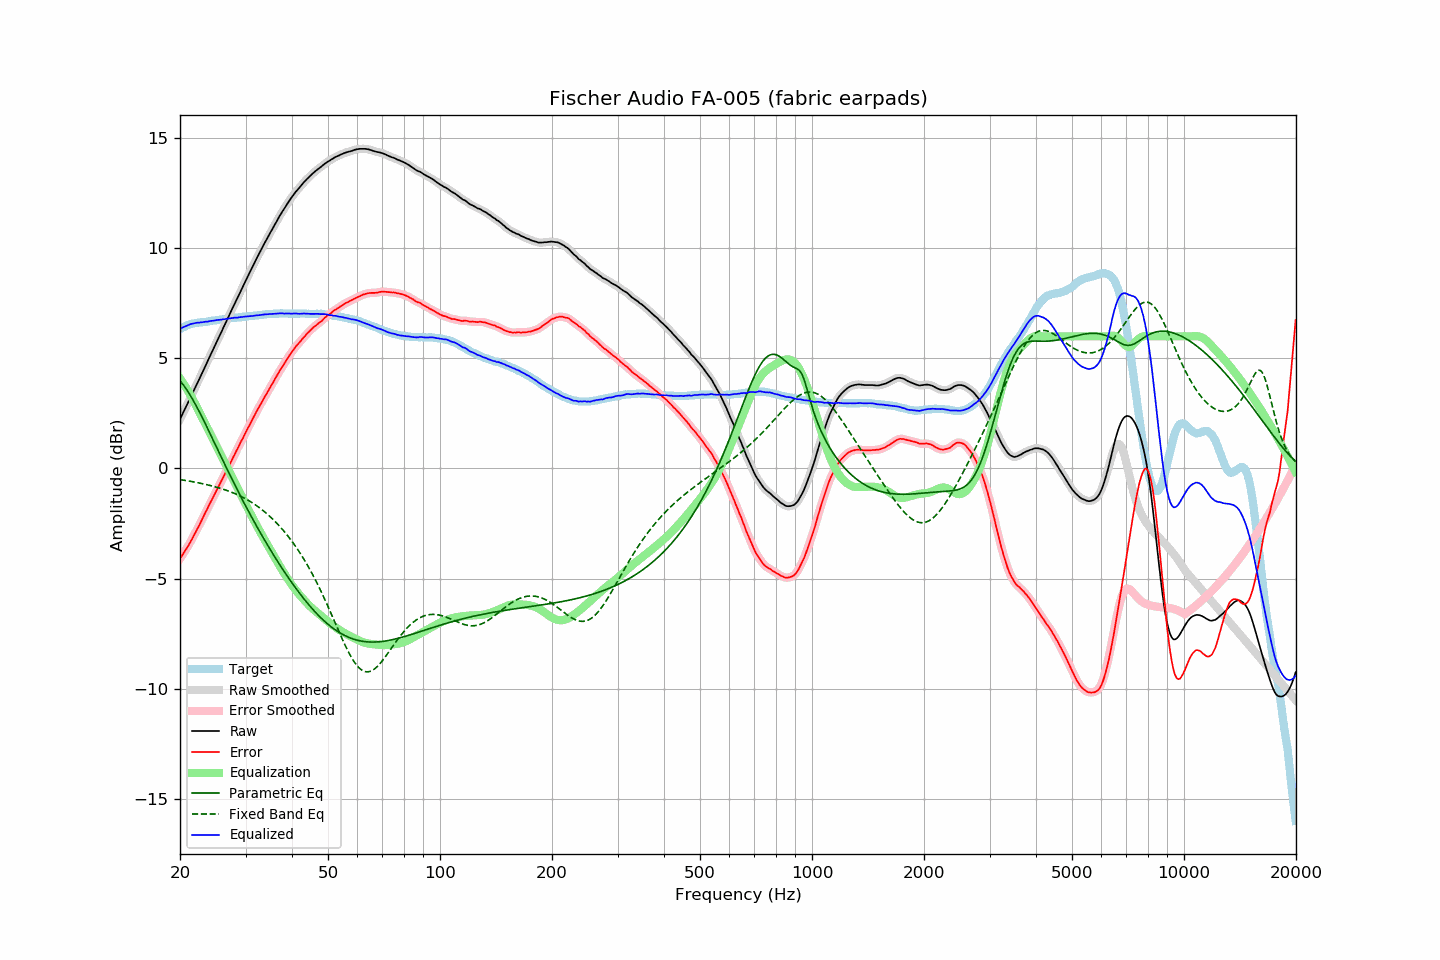 Fischer Audio FA-005 (fabric earpads)
15
10
5
0
−5
−10
−15
Amplitude (dBr)
Target
Raw Smoothed
Error Smoothed
Raw
Error
Equalization
Parametric Eq
Fixed Band Eq
Equalized
20 50 100 200 500 1000 2000 5000 10000 20000
Frequency (Hz)